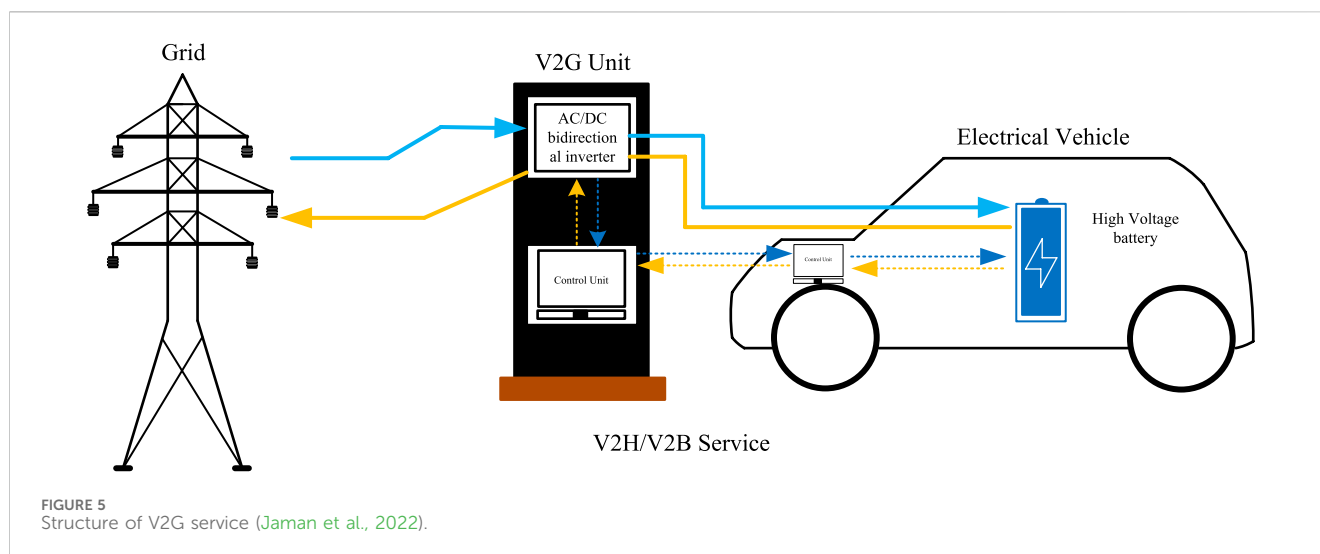 Grid
V2G Unit
AC/DC
bidirection
al inverter
Control Unit
Electrical Vehicle
High Voltage
battery
Control Unit
V2H/V2B Service
FIGURE 5
Structure of V2G service (Jaman et al., 2022).